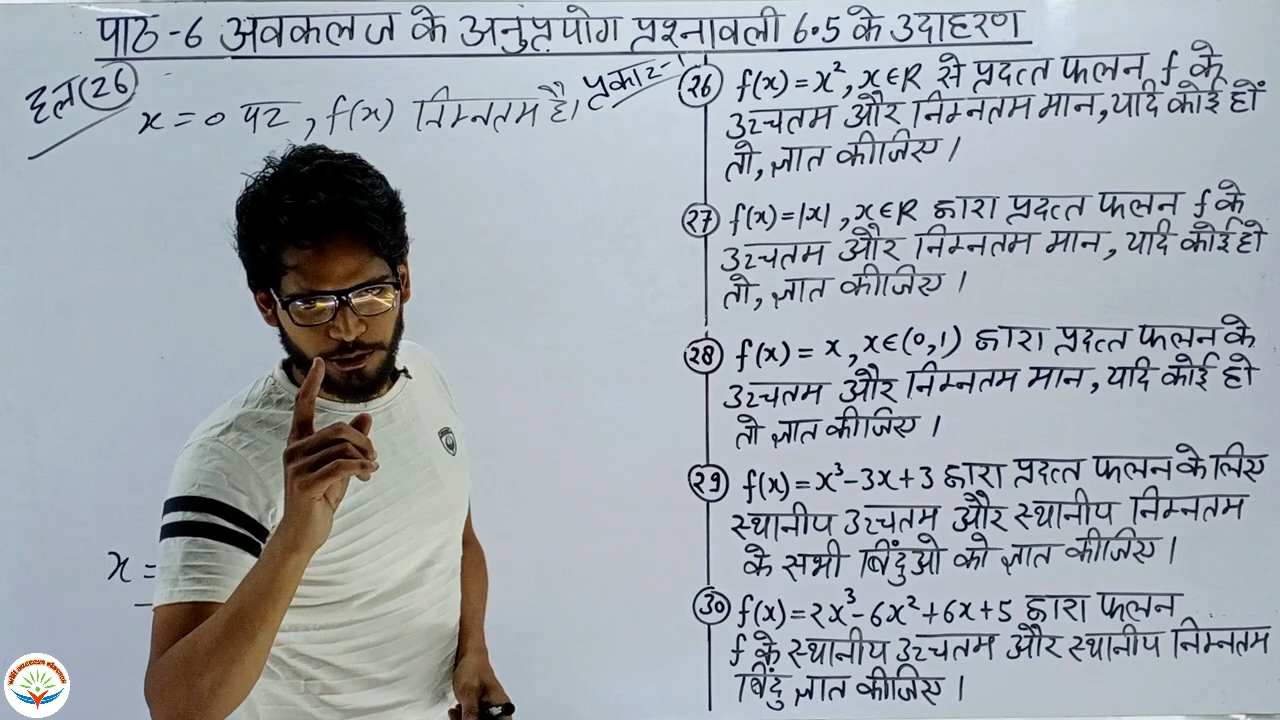 पाठ-6 अवकलज के अनुप्रयोग प्रश्नावली 6.5 के उदाहरण
हल (26)
x = 0 पर, f(x) निम्नतम है।
प्रकार-1
x =
(26) f(x) = x², x∈R से प्रदत्त फलन f के
उच्चतम और निम्नतम मान, यदि कोई हों
तो, ज्ञात कीजिए।
(27) f(x) = |x|, x∈R द्वारा प्रदत्त फलन f के
उच्चतम और निम्नतम मान, यदि कोई हो
तो, ज्ञात कीजिए।
(28) f(x) = x, x∈(0,1) द्वारा प्रदत्त फलन के
उच्चतम और निम्नतम मान, यदि कोई हो
तो ज्ञात कीजिए।
(29) f(x) = x³-3x+3 द्वारा प्रदत्त फलन के लिए
स्थानीय उच्चतम और स्थानीय निम्नतम
के सभी बिंदुओ को ज्ञात कीजिए।
(30) f(x) = 2x³-6x²+6x+5 द्वारा फलन
f के स्थानीय उच्चतम और स्थानीय निम्नतम
बिंदु ज्ञात कीजिए।